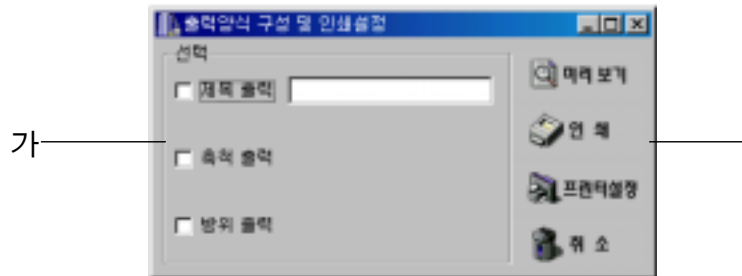 출력양식 구성 및 인쇄설정
선택
제목 출력
미리 보기
가
인 쇄
축척 출력
프린터설정
방위 출력
취 소